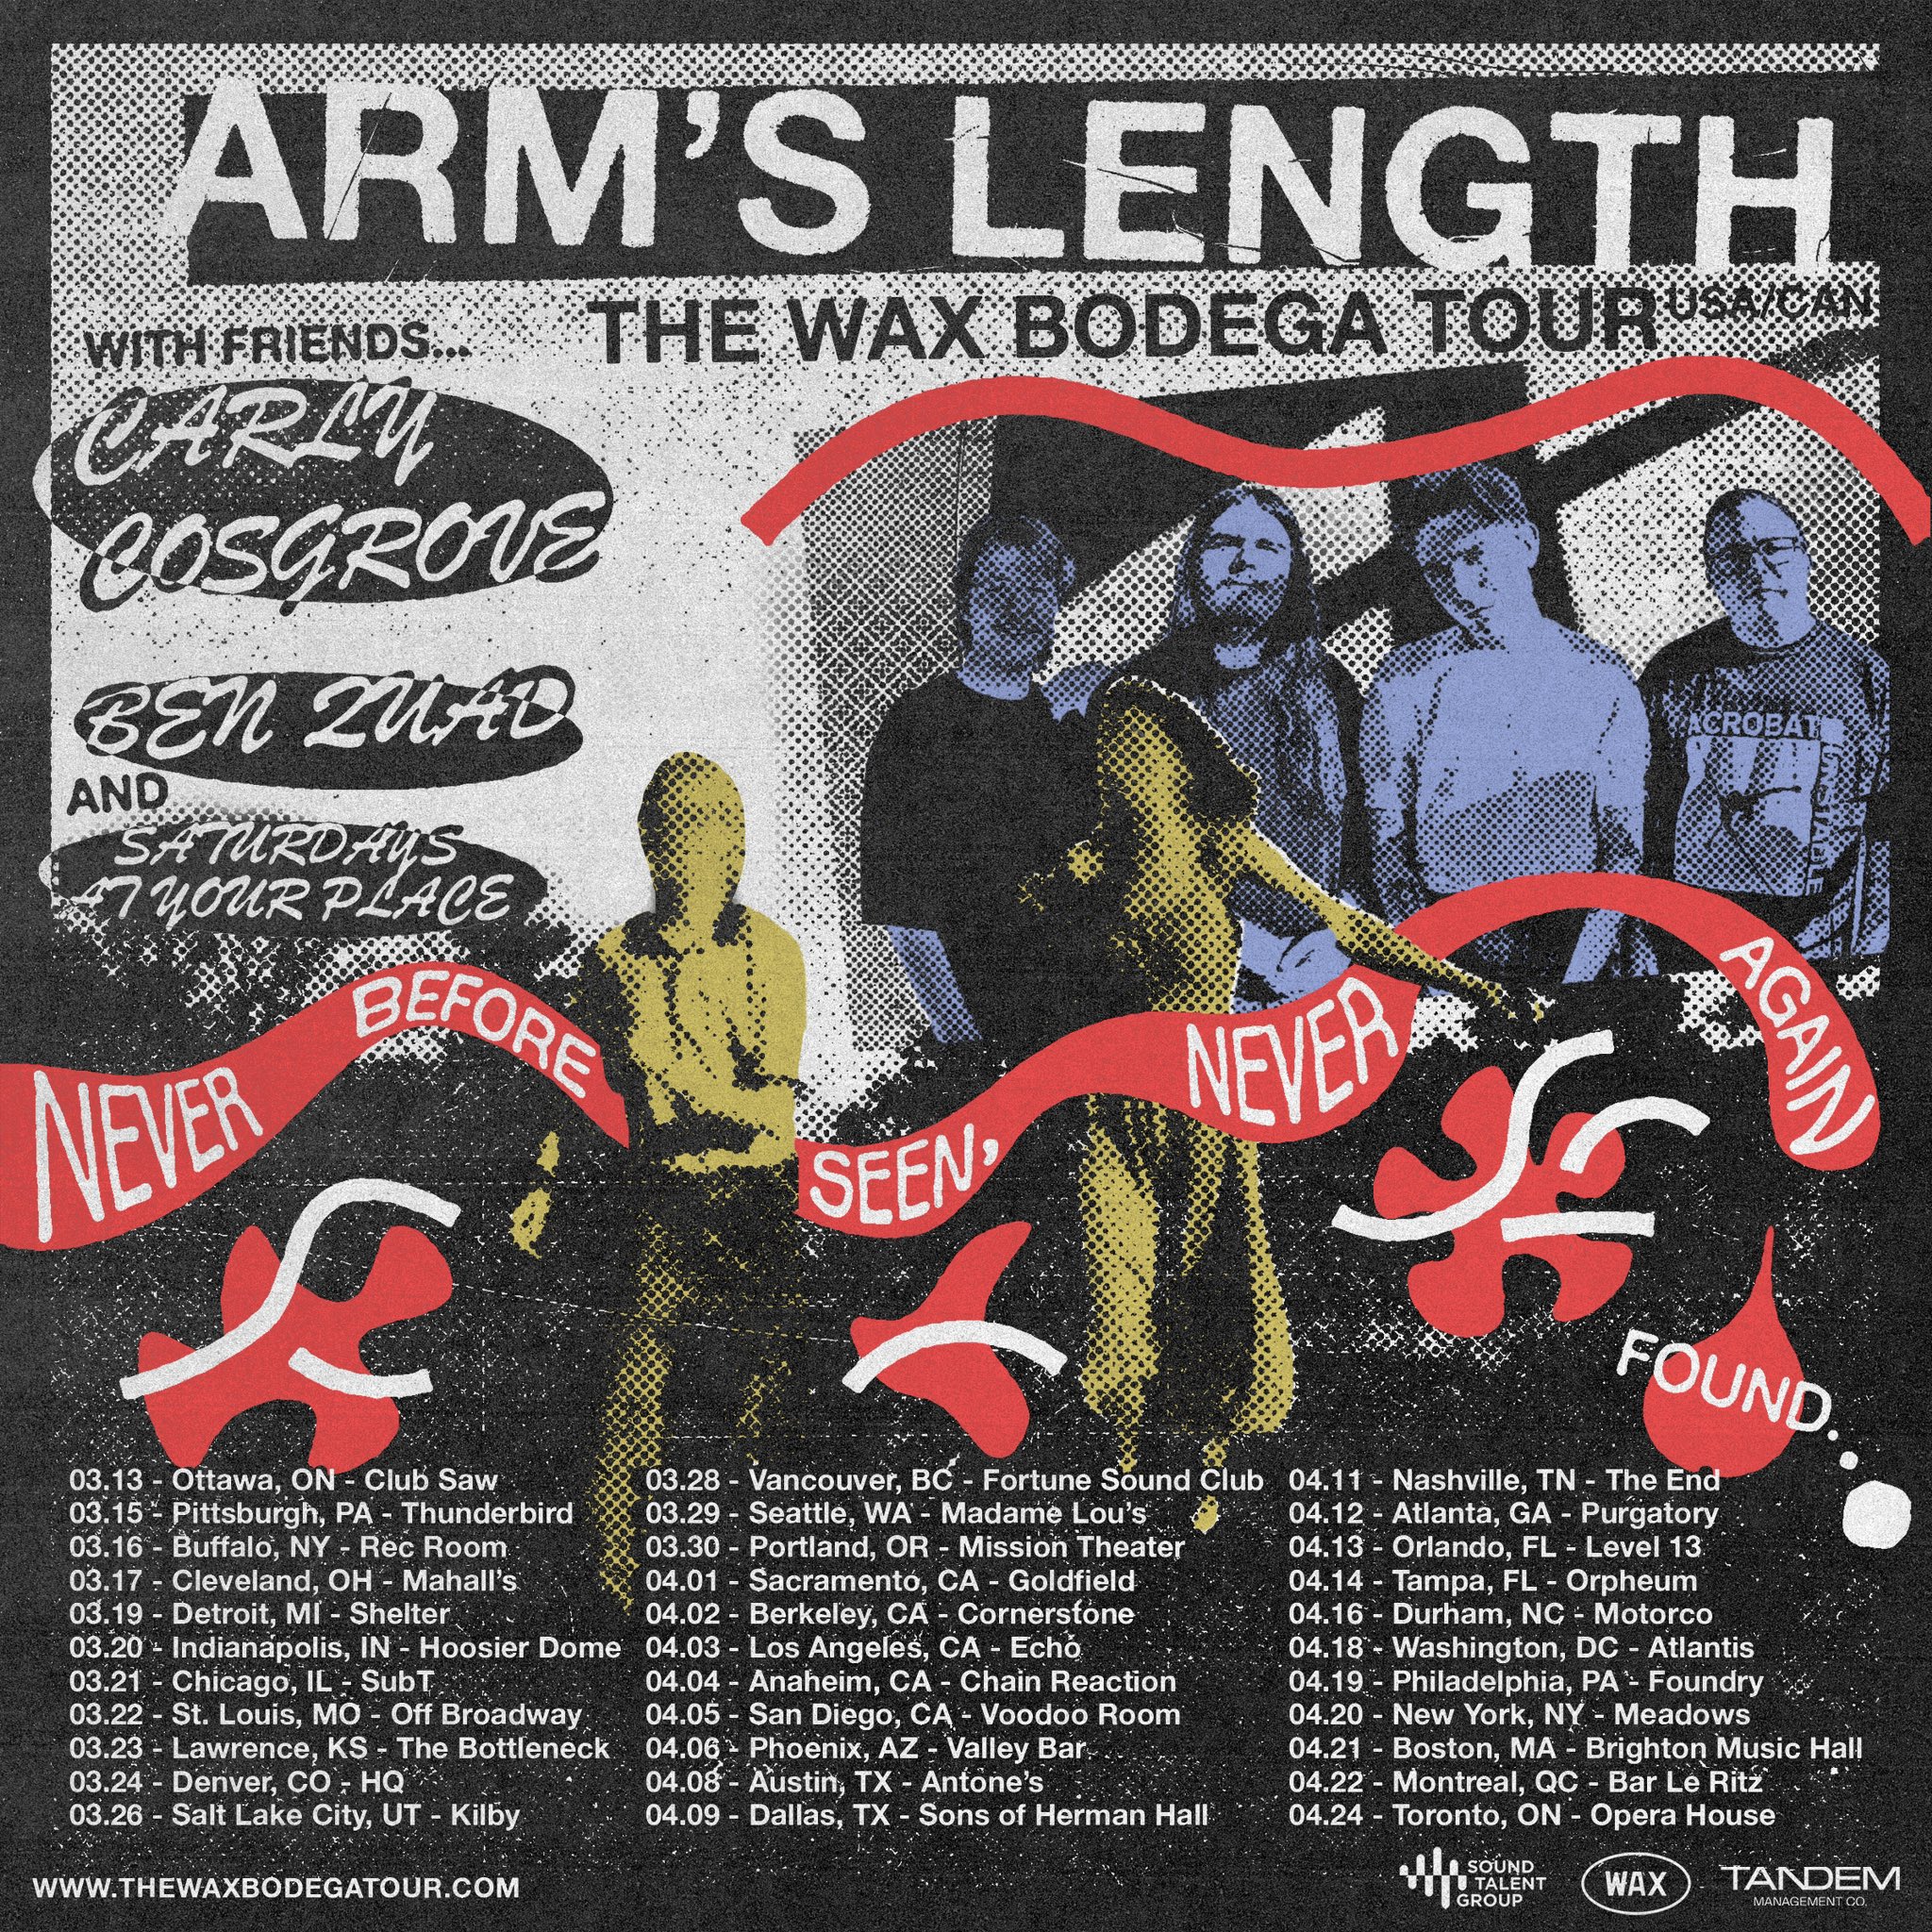 ARM'S LENGTH
THE WAX BODEGA TOUR USA/CAN
WITH FRIENDS...
CARLY
COSGROVE
BEN QUAD
AND
SATURDAYS
AT YOUR PLACE
ACROBAT
NEVER BEFORE SEEN, NEVER AGAIN
FOUND.
03.13 - Ottawa, ON - Club Saw
03.15 - Pittsburgh, PA - Thunderbird
03.16 - Buffalo, NY - Rec Room
03.17 - Cleveland, OH - Mahall's
03.19 - Detroit, MI - Shelter
03.20 - Indianapolis, IN - Hoosier Dome
03.21 - Chicago, IL - SubT
03.22 - St. Louis, MO - Off Broadway
03.23 - Lawrence, KS - The Bottleneck
03.24 - Denver, CO - HQ
03.26 - Salt Lake City, UT - Kilby
03.28 - Vancouver, BC - Fortune Sound Club
03.29 - Seattle, WA - Madame Lou's
03.30 - Portland, OR - Mission Theater
04.01 - Sacramento, CA - Goldfield
04.02 - Berkeley, CA - Cornerstone
04.03 - Los Angeles, CA - Echo
04.04 - Anaheim, CA - Chain Reaction
04.05 - San Diego, CA - Voodoo Room
04.06 - Phoenix, AZ - Valley Bar
04.08 - Austin, TX - Antone's
04.09 - Dallas, TX - Sons of Herman Hall
04.11 - Nashville, TN - The End
04.12 - Atlanta, GA - Purgatory
04.13 - Orlando, FL - Level 13
04.14 - Tampa, FL - Orpheum
04.16 - Durham, NC - Motorco
04.18 - Washington, DC - Atlantis
04.19 - Philadelphia, PA - Foundry
04.20 - New York, NY - Meadows
04.21 - Boston, MA - Brighton Music Hall
04.22 - Montreal, QC - Bar Le Ritz
04.24 - Toronto, ON - Opera House
WWW.THEWAXBODEGATOUR.COM
SOUND
TALENT
GROUP
WAX
TANDEM
MANAGEMENT CO.